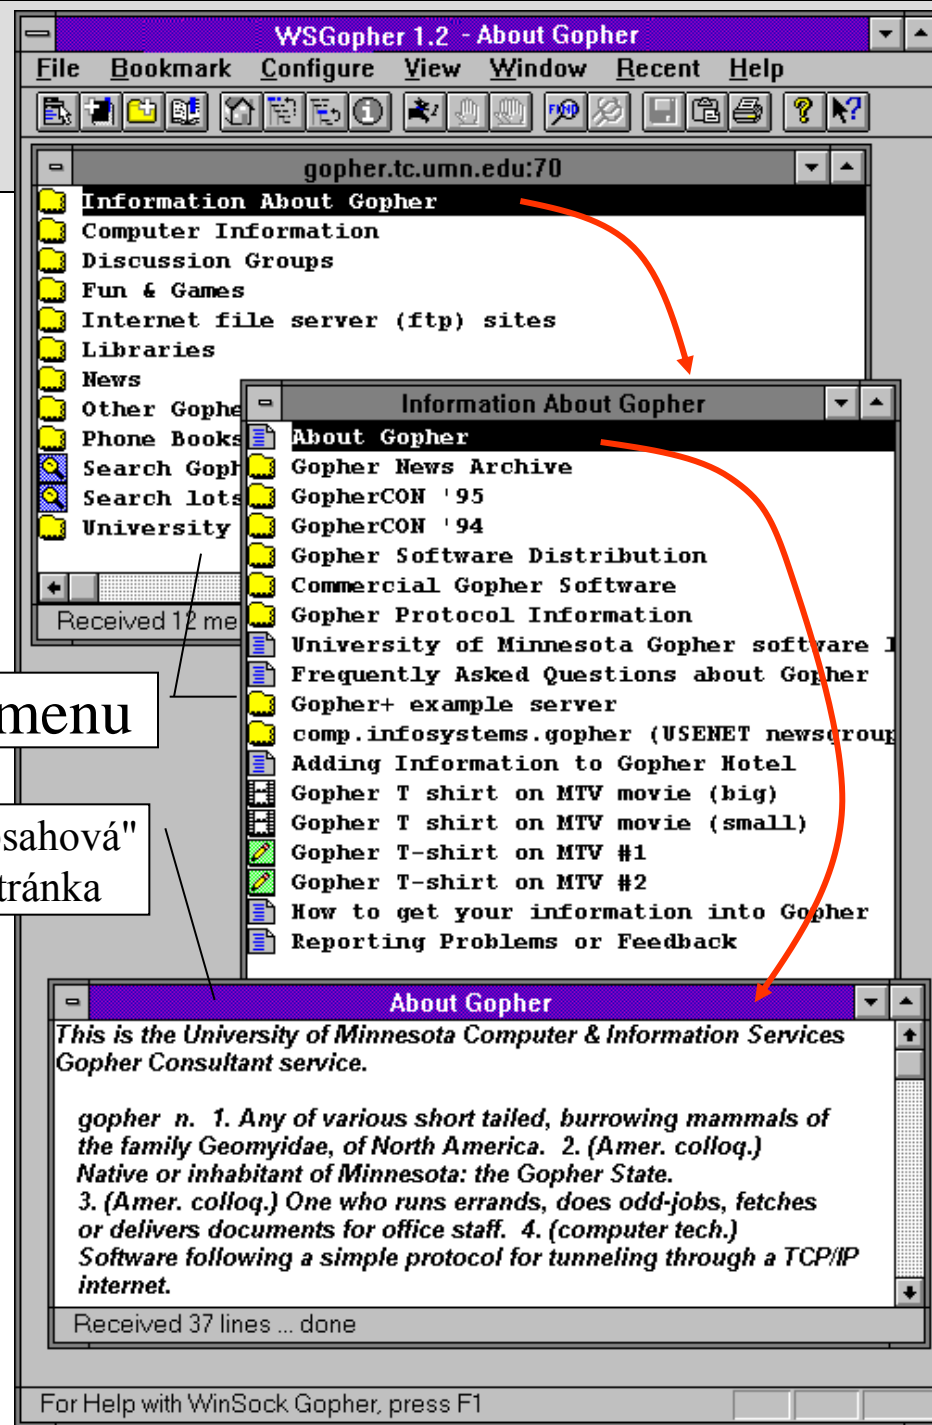 WSGopher 1.2 - About Gopher
File Bookmark Configure View Window Recent Help
FIND
gopher.tc.umn.edu:70
Information About Gopher
Computer Information
Discussion Groups
Fun & Games
Internet file server (ftp) sites
Libraries
News
Other Gophe
Phone Books
Search Goph
Search lots
University
Received 12 me
Information About Gopher
About Gopher
Gopher News Archive
GopherCON '95
GopherCON '94
Gopher Software Distribution
Commercial Gopher Software
Gopher Protocol Information
University of Minnesota Gopher software l
Frequently Asked Questions about Gopher
Gopher+ example server
comp.infosystems.gopher (USENET newsgroup
Adding Information to Gopher Hotel
Gopher T shirt on MTV movie (big)
Gopher T shirt on MTV movie (small)
Gopher T-shirt on MTV #1
Gopher T-shirt on MTV #2
How to get your information into Gopher
Reporting Problems or Feedback
menu
sahová"
tránka
About Gopher
This is the University of Minnesota Computer & Information Services
Gopher Consultant service.
gopher n. 1. Any of various short tailed, burrowing mammals of
the family Geomyidae, of North America. 2. (Amer. colloq.)
Native or inhabitant of Minnesota: the Gopher State.
3. (Amer. colloq.) One who runs errands, does odd-jobs, fetches
or delivers documents for office staff. 4. (computer tech.)
Software following a simple protocol for tunneling through a TCP/IP
internet.
Received 37 lines ... done
For Help with WinSock Gopher, press F1